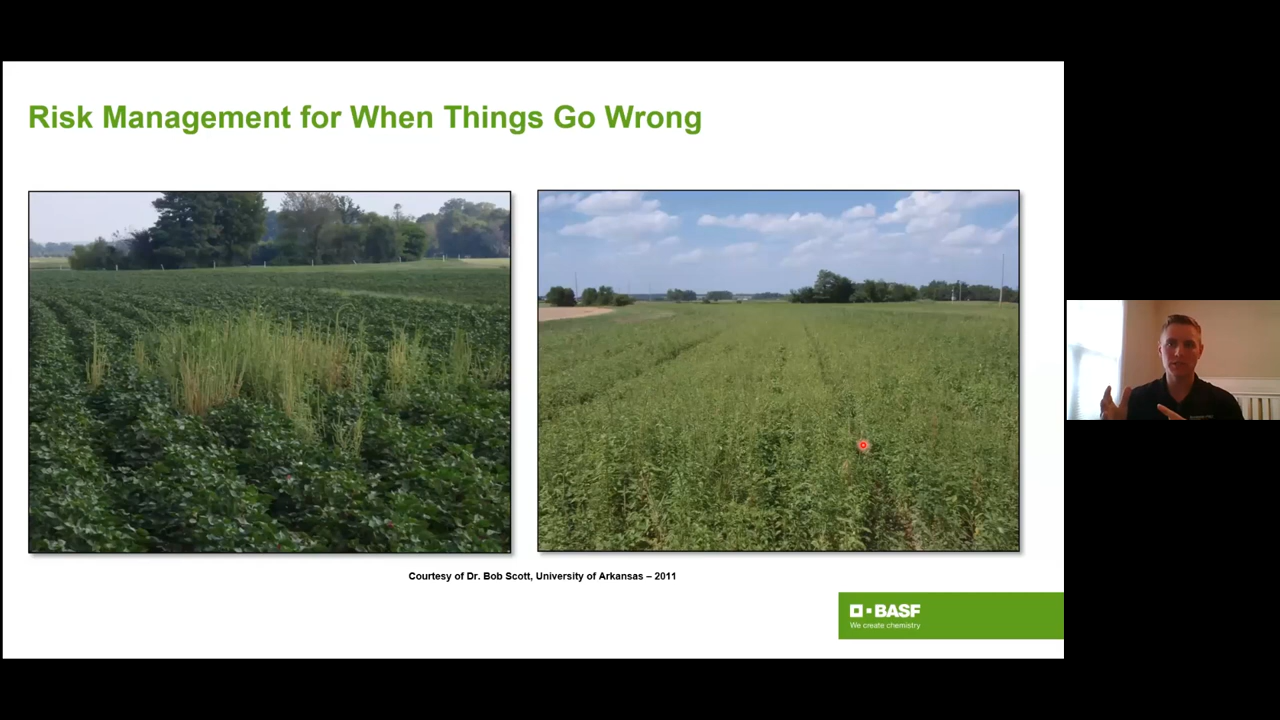 Risk Management for When Things Go Wrong
Courtesy of Dr. Bob Scott, University of Arkansas – 2011
BASF
We create chemistry